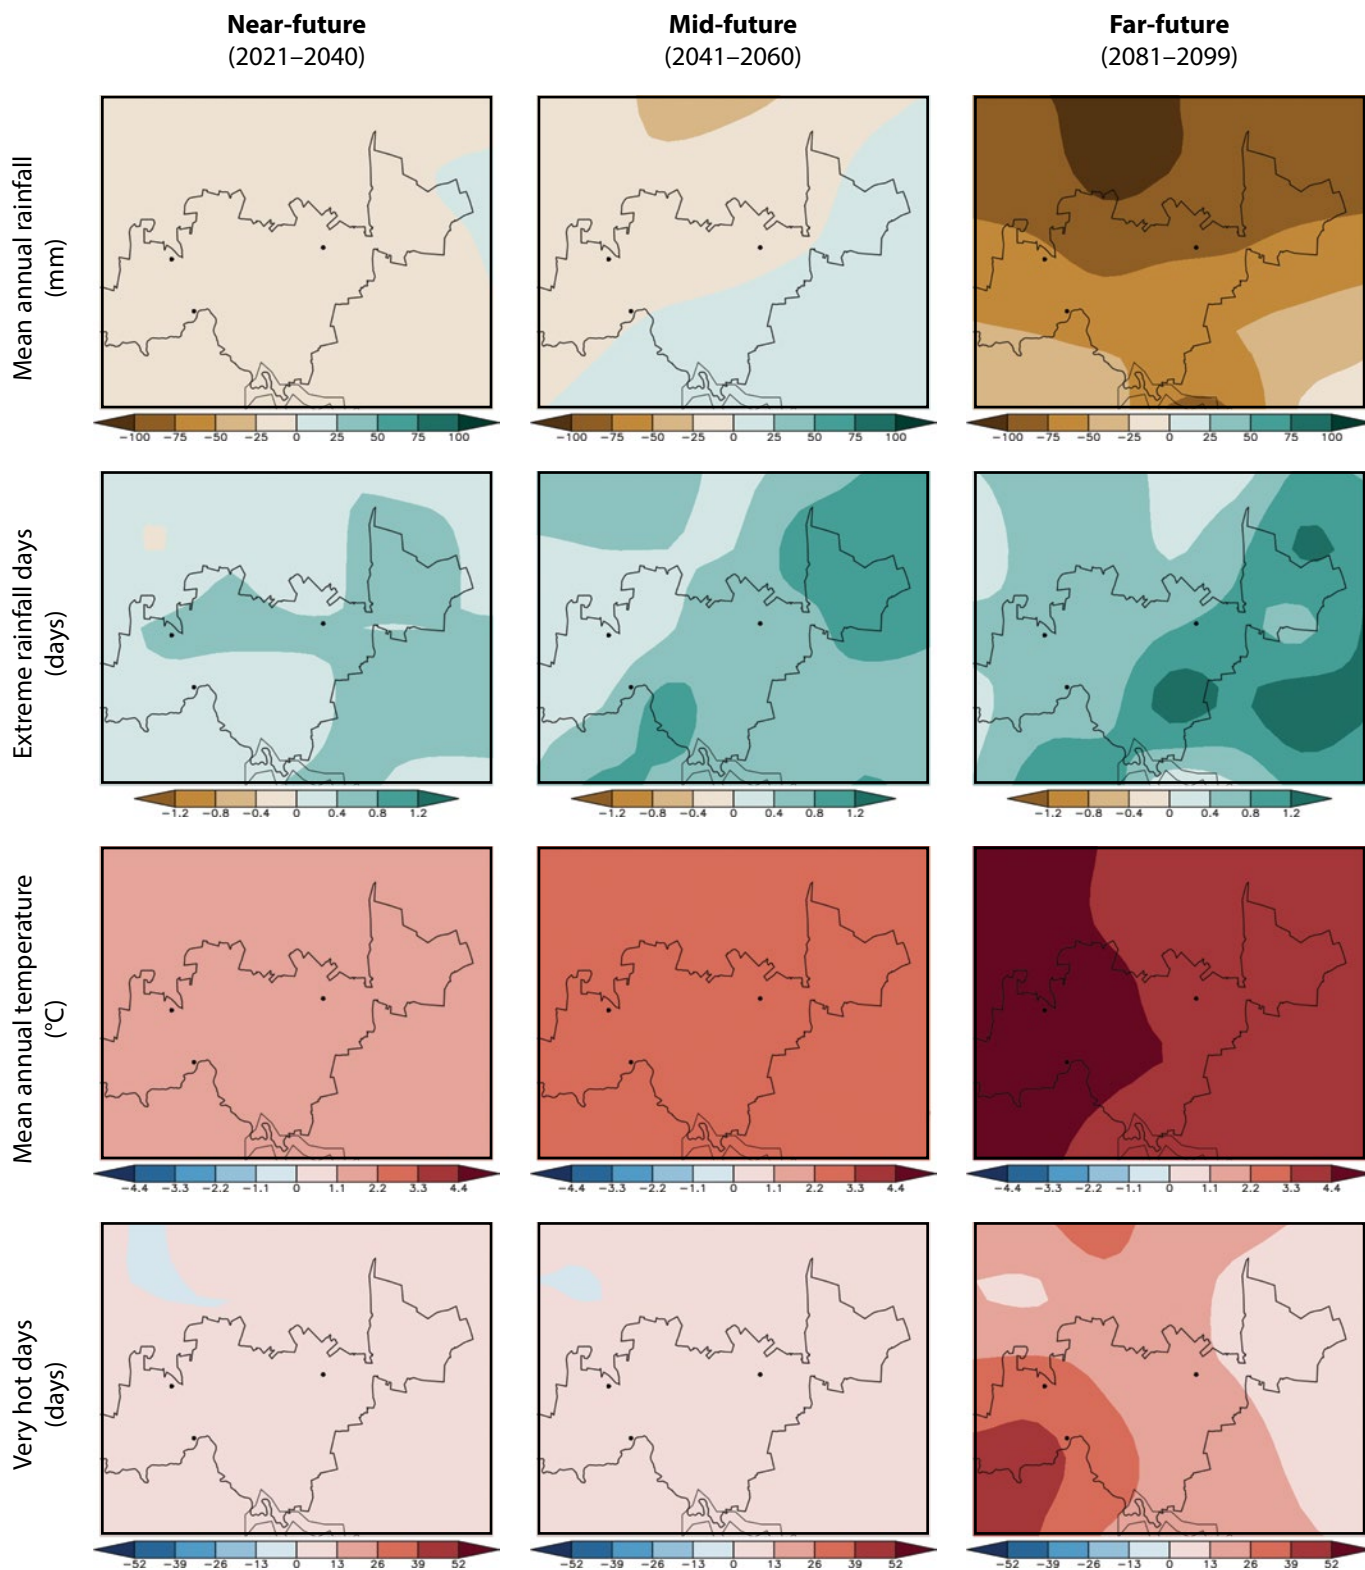 Near-future
(2021–2040)
Mid-future
(2041–2060)
Far-future
(2081–2099)
Mean annual rainfall
(mm)
−100 −75 −50 −25 0 25 50 75 100
−100 −75 −50 −25 0 25 50 75 100
−100 −75 −50 −25 0 25 50 75 100
Extreme rainfall days
(days)
−1.2 −0.8 −0.4 0 0.4 0.8 1.2
−1.2 −0.8 −0.4 0 0.4 0.8 1.2
−1.2 −0.8 −0.4 0 0.4 0.8 1.2
Mean annual temperature
(°C)
−4.4 −3.3 −2.2 −1.1 0 1.1 2.2 3.3 4.4
−4.4 −3.3 −2.2 −1.1 0 1.1 2.2 3.3 4.4
−4.4 −3.3 −2.2 −1.1 0 1.1 2.2 3.3 4.4
Very hot days
(days)
−52 −39 −26 −13 0 13 26 39 52
−52 −39 −26 −13 0 13 26 39 52
−52 −39 −26 −13 0 13 26 39 52